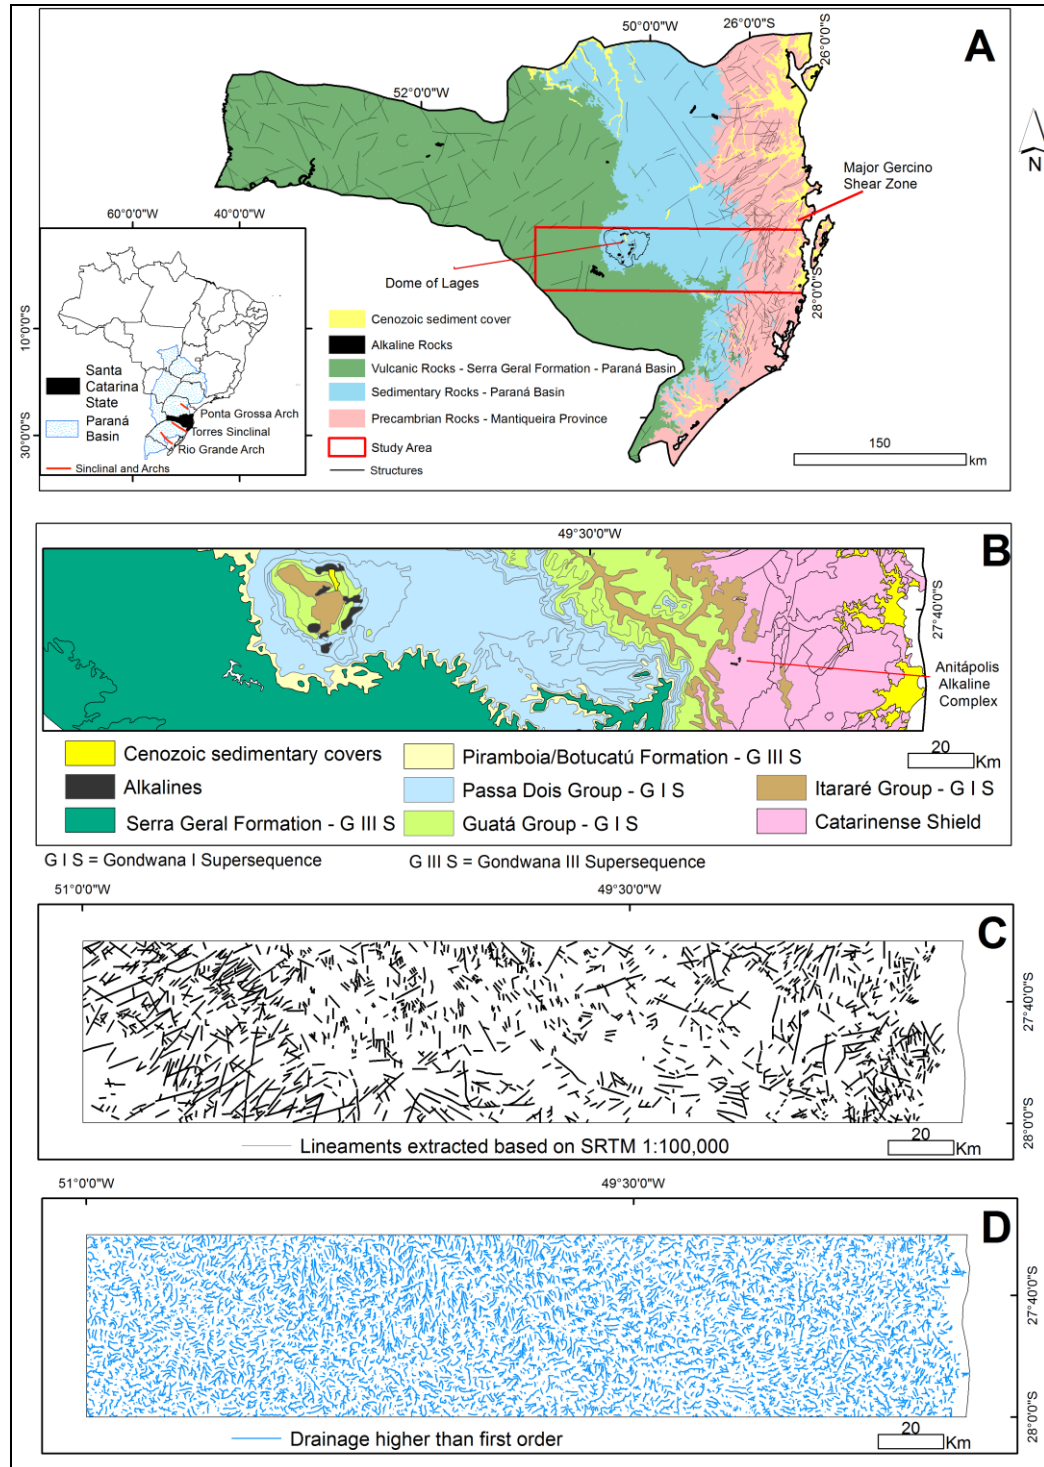 A
50°0'0"W
26°0'0"S
26°0'0"S
52°0'0"W
N
Major Gercino
Shear Zone
60°0'0"W
40°0'0"W
Dome of Lages
28°0'0"S
10°0'0"S
30°0'0"S
Santa
Catarina
State
Paraná
Basin
Ponta Grossa Arch
Torres Sinclinal
Rio Grande Arch
Sinclinal and Archs
Cenozoic sediment cover
Alkaline Rocks
Vulcanic Rocks - Serra Geral Formation - Paraná Basin
Sedimentary Rocks - Paraná Basin
Precambrian Rocks - Mantiqueira Province
Study Area
Structures
150
km
49°30'0"W
B
27°40'0"S
Anitápolis
Alkaline
Complex
20
Km
Cenozoic sedimentary covers
Alkalines
Serra Geral Formation - G III S
Piramboia/Botucatú Formation - G III S
Passa Dois Group - G I S
Guatá Group - G I S
Itararé Group - G I S
Catarinense Shield
G I S = Gondwana I Supersequence
G III S = Gondwana III Supersequence
51°0'0"W
49°30'0"W
C
27°40'0"S
28°0'0"S
Lineaments extracted based on SRTM 1:100,000
20
Km
51°0'0"W
49°30'0"W
D
27°40'0"S
28°0'0"S
Drainage higher than first order
20
Km